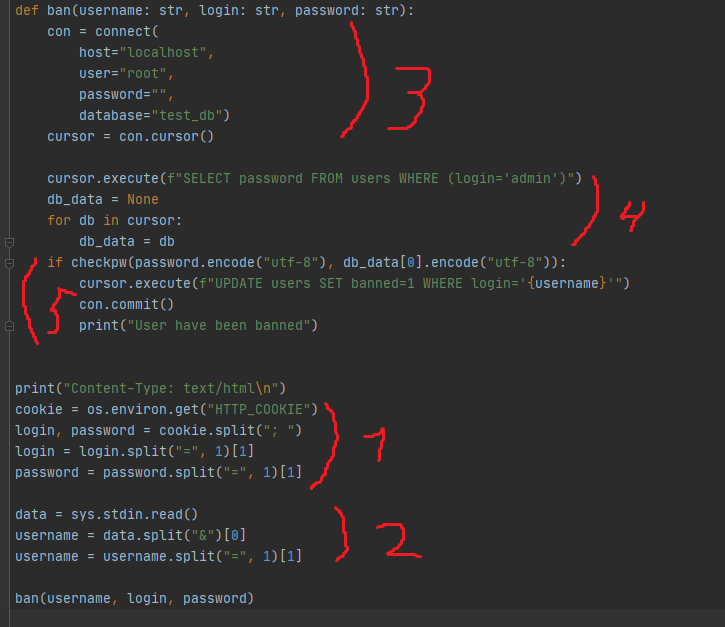 def ban(username: str, login: str, password: str):
    con = connect(
        host="localhost",
        user="root",
        password="",
        database="test_db")
    cursor = con.cursor()
3
    cursor.execute(f"SELECT password FROM users WHERE (login='admin')")
    db_data = None
    for db in cursor:
        db_data = db
4
    if checkpw(password.encode("utf-8"), db_data[0].encode("utf-8")):
        cursor.execute(f"UPDATE users SET banned=1 WHERE login='{username}'")
        con.commit()
        print("User have been banned")
5
print("Content-Type: text/html\n")
cookie = os.environ.get("HTTP_COOKIE")
login, password = cookie.split("; ")
login = login.split("=", 1)[1]
password = password.split("=", 1)[1]
1
data = sys.stdin.read()
username = data.split("&")[0]
username = username.split("=", 1)[1]
2
ban(username, login, password)